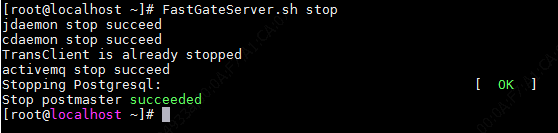 [root@localhost ~]# FastGateServer.sh stop
jdaemon stop succeed
cdaemon stop succeed
TransClient is already stopped
activemq stop succeed
Stopping Postgresql: [ OK ]
Stop postmaster succeeded
[root@localhost ~]#